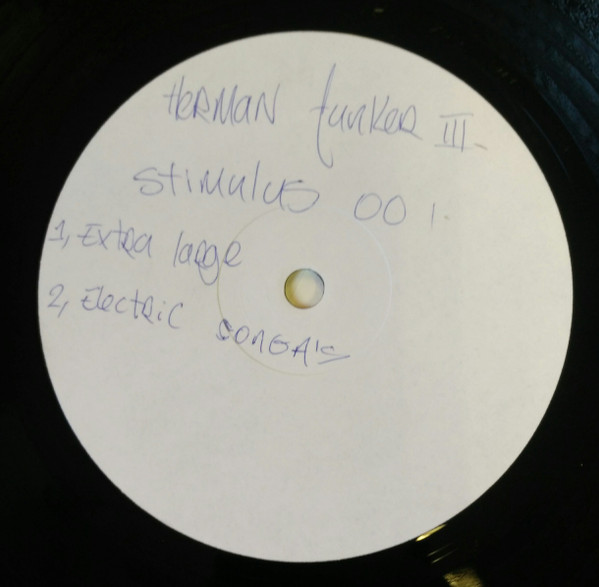 HERMAN funKER III.
Stimulus 001.
1, Extra large
2, Electric conGA's